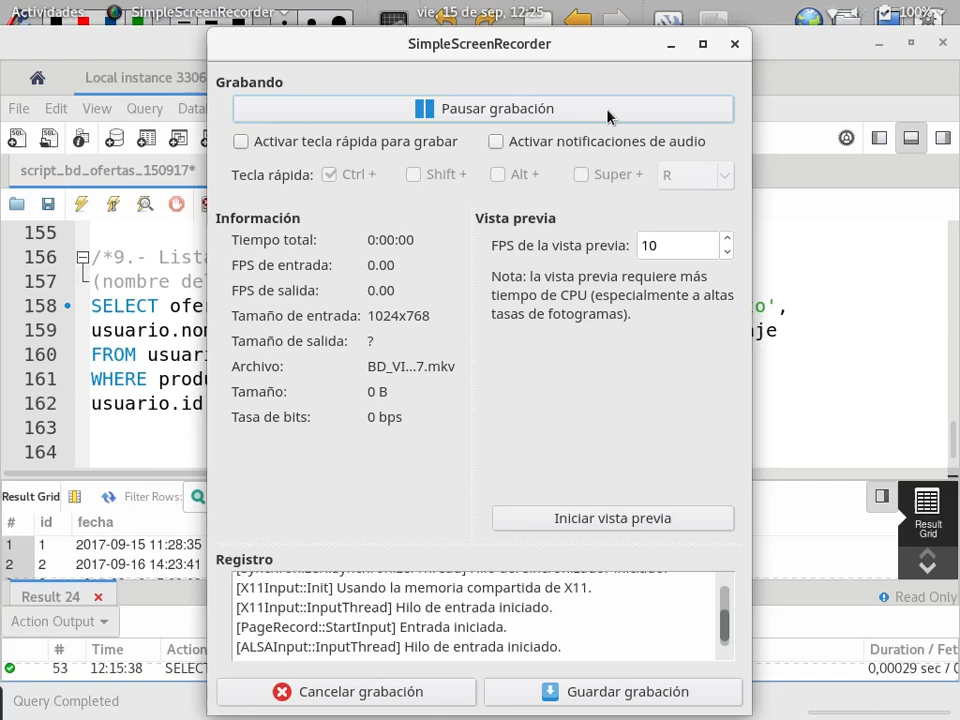 Actividades SimpleScreenRecorder vie, 15 de sep, 12:25 100%
SimpleScreenRecorder
Local instance 3306
File Edit View Query
script_bd_ofertas_150917*
Grabando
Pausar grabación
Activar tecla rápida para grabar Activar notificaciones de audio
Tecla rápida: Ctrl + Shift + Alt + Super + R
Información
Tiempo total: 0:00:00
FPS de entrada: 0.00
FPS de salida: 0.00
Tamaño de entrada: 1024x768
Tamaño de salida: ?
Archivo: BD_VI...7.mkv
Tamaño: 0 B
Tasa de bits: 0 bps
Vista previa
FPS de la vista previa: 10
Nota: la vista previa requiere más
tiempo de CPU (especialmente a altas
tasas de fotogramas).
Iniciar vista previa
Registro
[X11Input::Init] Usando la memoria compartida de X11.
[X11Input::InputThread] Hilo de entrada iniciado.
[PageRecord::StartInput] Entrada iniciada.
[ALSAInput::InputThread] Hilo de entrada iniciado.
Cancelar grabación Guardar grabación
155
156 /*9.- Lista
157 (nombre de
158 SELECT ofe ',
159 usuario.no je
160 FROM usuar
161 WHERE prod
162 usuario.id
163
164
Result Grid Filter Rows:
# id fecha
1 1 2017-09-15 11:28:35
2 2 2017-09-16 14:23:41
Result
Grid
Result 24 Read Only
Action Output
# Time Action Duration / Fet
53 12:15:38 SELECT 0,00029 sec /
Query Completed